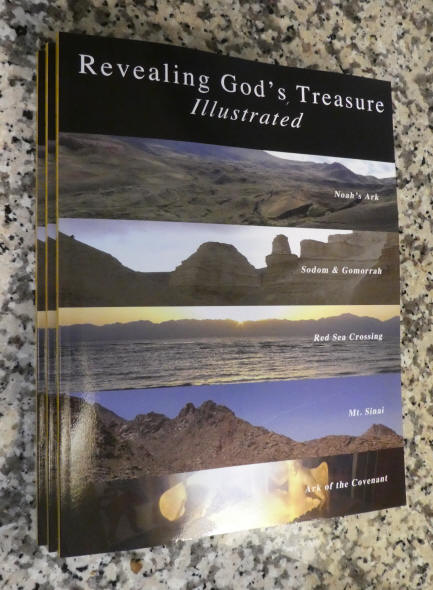 Revealing God's Treasure
Illustrated
Noah's Ark
Sodom & Gomorrah
Red Sea Crossing
Mt. Sinai
Ark of the Covenant